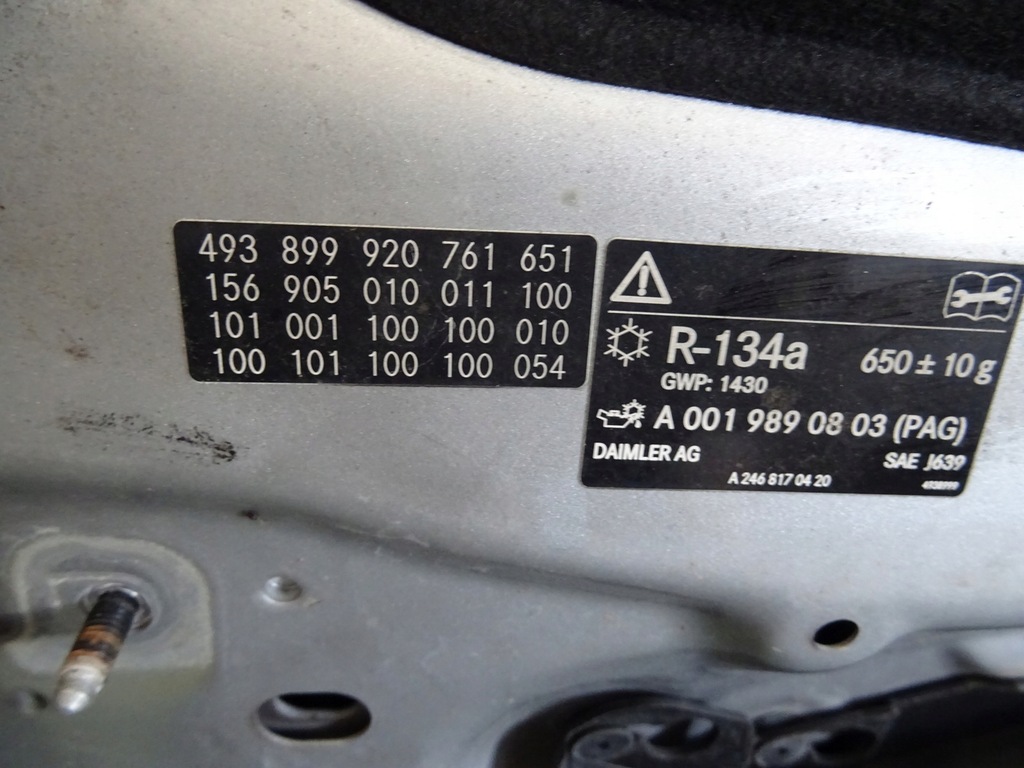 493 899 920 761 651
156 905 010 011 100
101 001 100 100 010
100 101 100 100 054
R-134a 650 ± 10 g
GWP: 1430
A 001 989 08 03 (PAG)
DAIMLER AG SAE J639
A 246 817 04 20